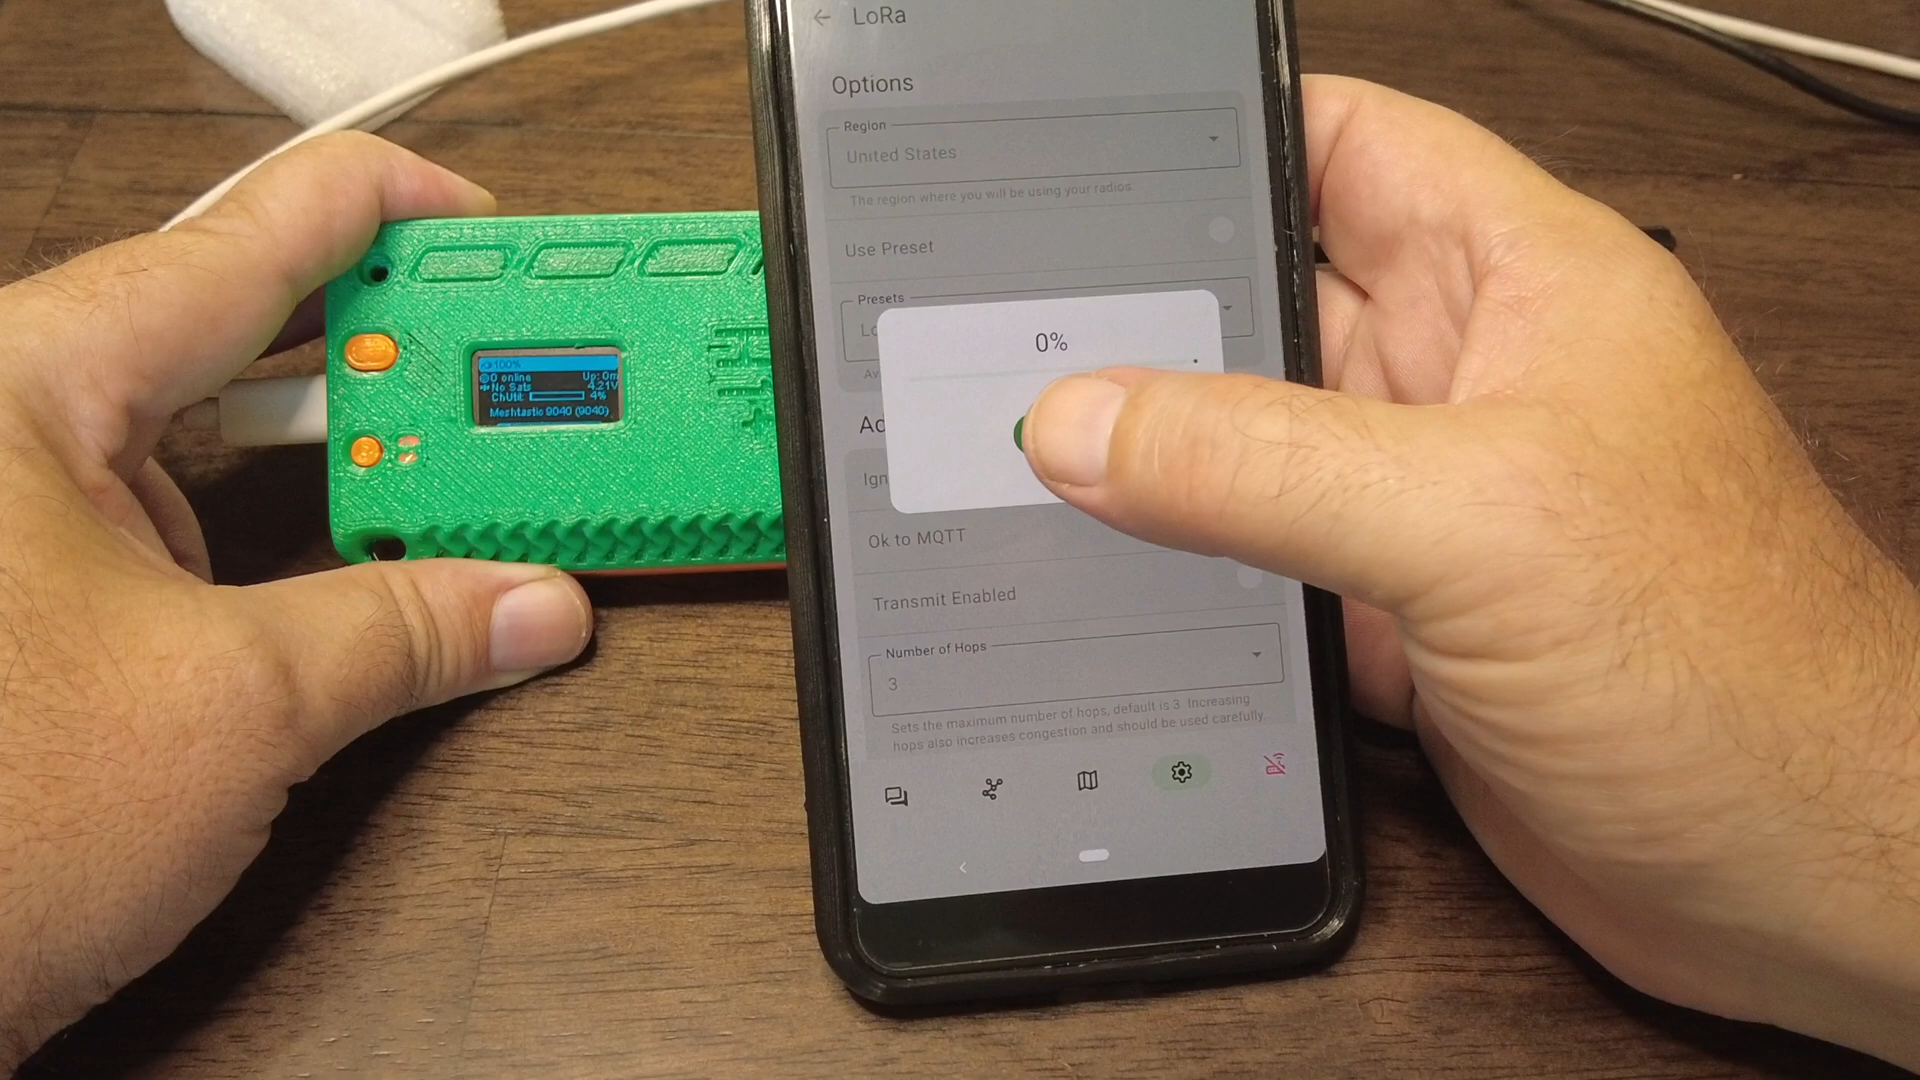 100%
0 online Up: 0m
No Sats 4.21V
ChUtil: 4%
Meshtastic 9040 (9040)
LoRa
Options
Region
United States
The region where you will be using your radios.
Use Preset
Presets
0%
Ok to MQTT
Transmit Enabled
Number of Hops
3
Sets the maximum number of hops, default is 3 Increasing
hops also increases congestion and should be used carefully.